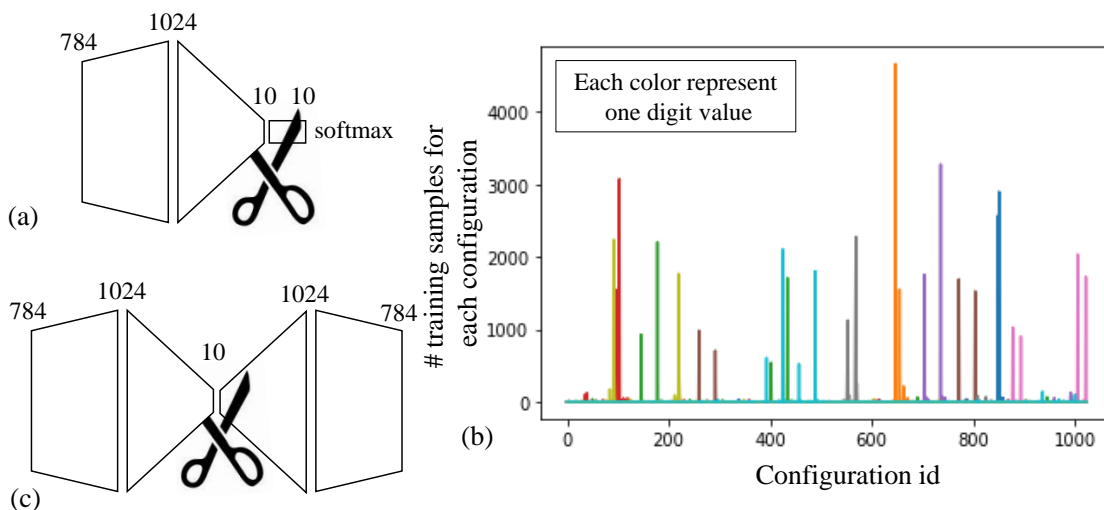 1024
784
10 10
softmax
(a)
1024
1024
784
784
10
(c)
# training samples for
each configuration
Each color represent
one digit value
4000
3000
2000
1000
0
0
200
400
600
800
1000
(b)
Configuration id